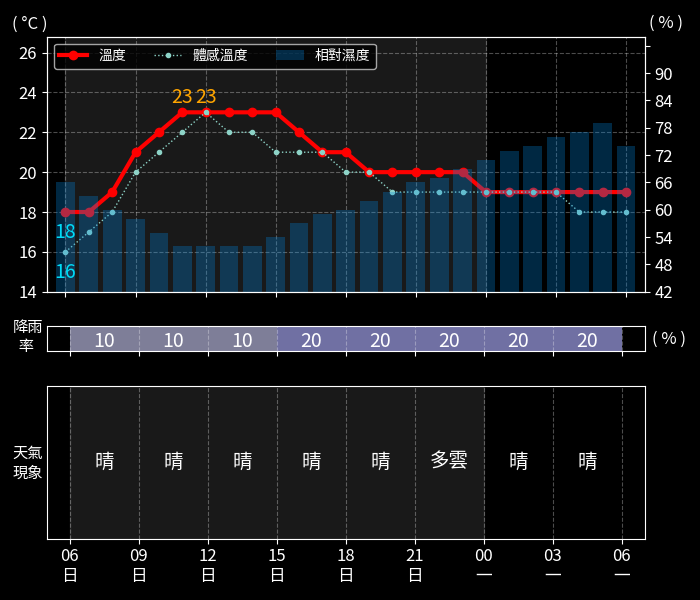 ( °C )
( % )
溫度 體感溫度 相對濕度
26
24
22
20
18
16
14
90
84
78
72
66
60
54
48
42
23 23
18
16
降雨
率
10 10 10 20 20 20 20 20
( % )
天氣
現象
晴 晴 晴 晴 晴 多雲 晴 晴
06 09 12 15 18 21 00 03 06
日 日 日 日 日 日 一 一 一